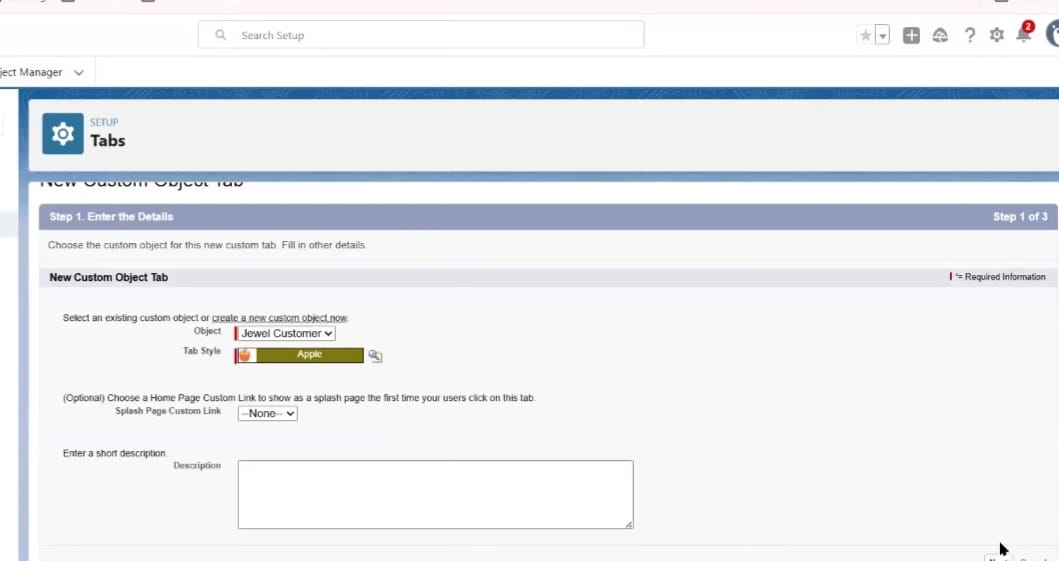 Search Setup
2
ject Manager
SETUP
Tabs
New Custom Object Tab
Step 1. Enter the Details
Step 1 of 3
Choose the custom object for this new custom tab. Fill in other details.
New Custom Object Tab
= Required Information
Select an existing custom object or create a new custom object now.
Object
Jewel Customer
Tab Style
Apple
(Optional) Choose a Home Page Custom Link to show as a splash page the first time your users click on this tab.
Splash Page Custom Link
--None--
Enter a short description.
Description